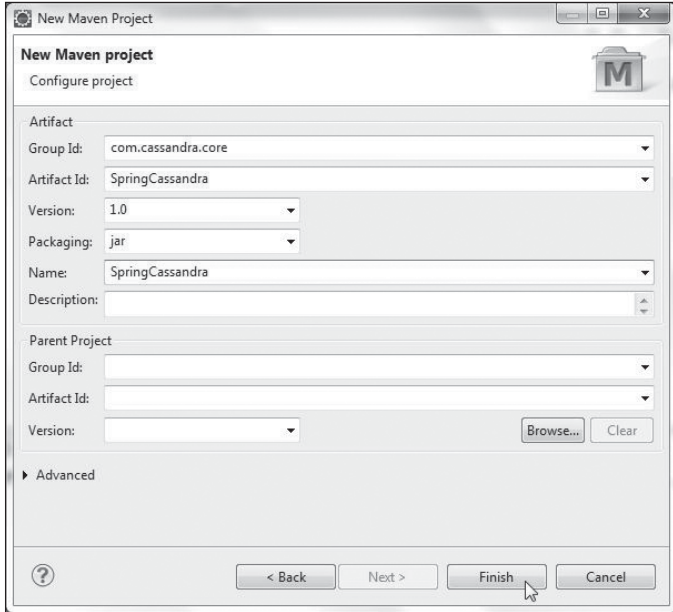 New Maven Project
New Maven project
Configure project
M
Artifact
Group Id: com.cassandra.core
Artifact Id: SpringCassandra
Version: 1.0
Packaging: jar
Name: SpringCassandra
Description:
Parent Project
Group Id:
Artifact Id:
Version: Browse... Clear
Advanced
? < Back Next > Finish Cancel